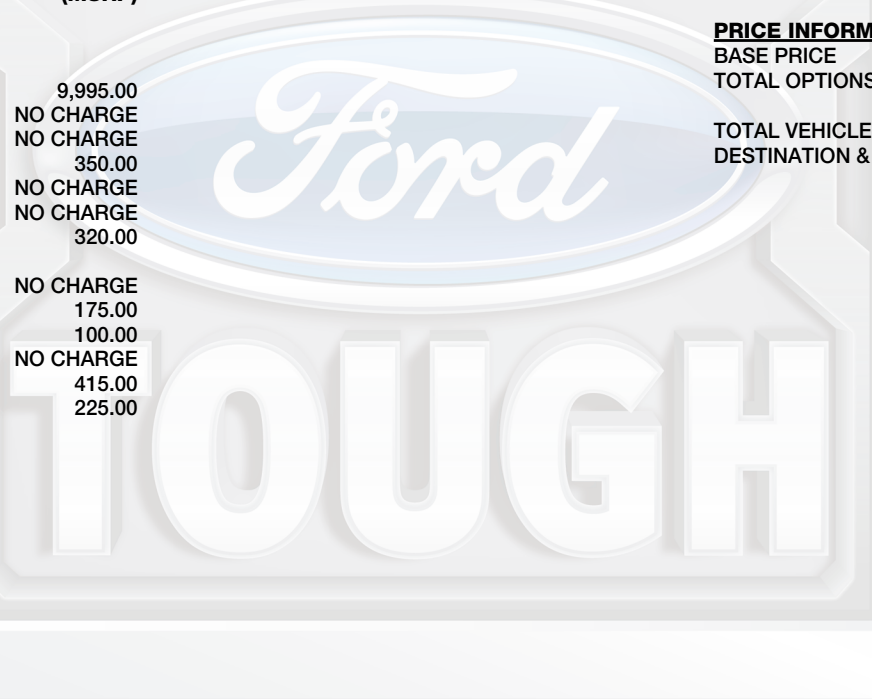 PRICE INFORM
BASE PRICE
TOTAL OPTIONS
TOTAL VEHICLE
DESTINATION &
9,995.00
NO CHARGE
NO CHARGE
350.00
NO CHARGE
NO CHARGE
320.00
NO CHARGE
175.00
100.00
NO CHARGE
415.00
225.00
Ford
TOUGH